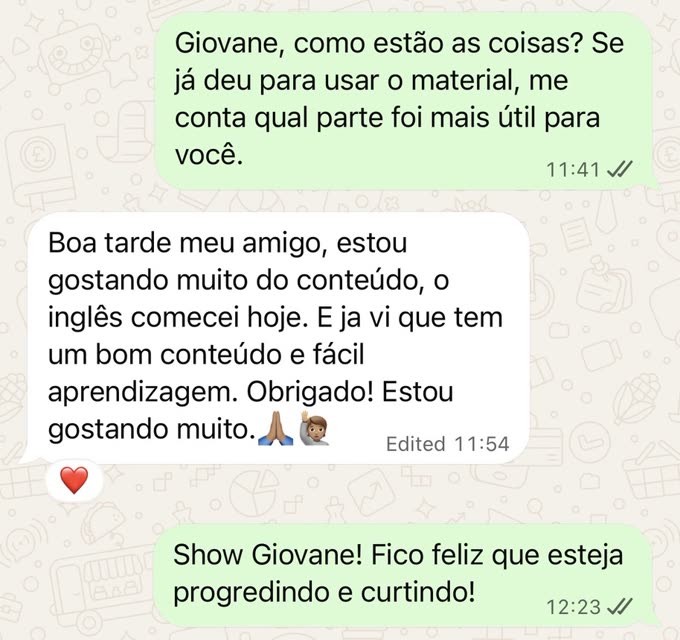 Giovane, como estão as coisas? Se
já deu para usar o material, me
conta qual parte foi mais útil para
você.
11:41
Boa tarde meu amigo, estou
gostando muito do conteúdo, o
inglês comecei hoje. E ja vi que tem
um bom conteúdo e fácil
aprendizagem. Obrigado! Estou
gostando muito.🙏🏽🙋🏽
Edited 11:54
❤️
Show Giovane! Fico feliz que esteja
progredindo e curtindo!
12:23